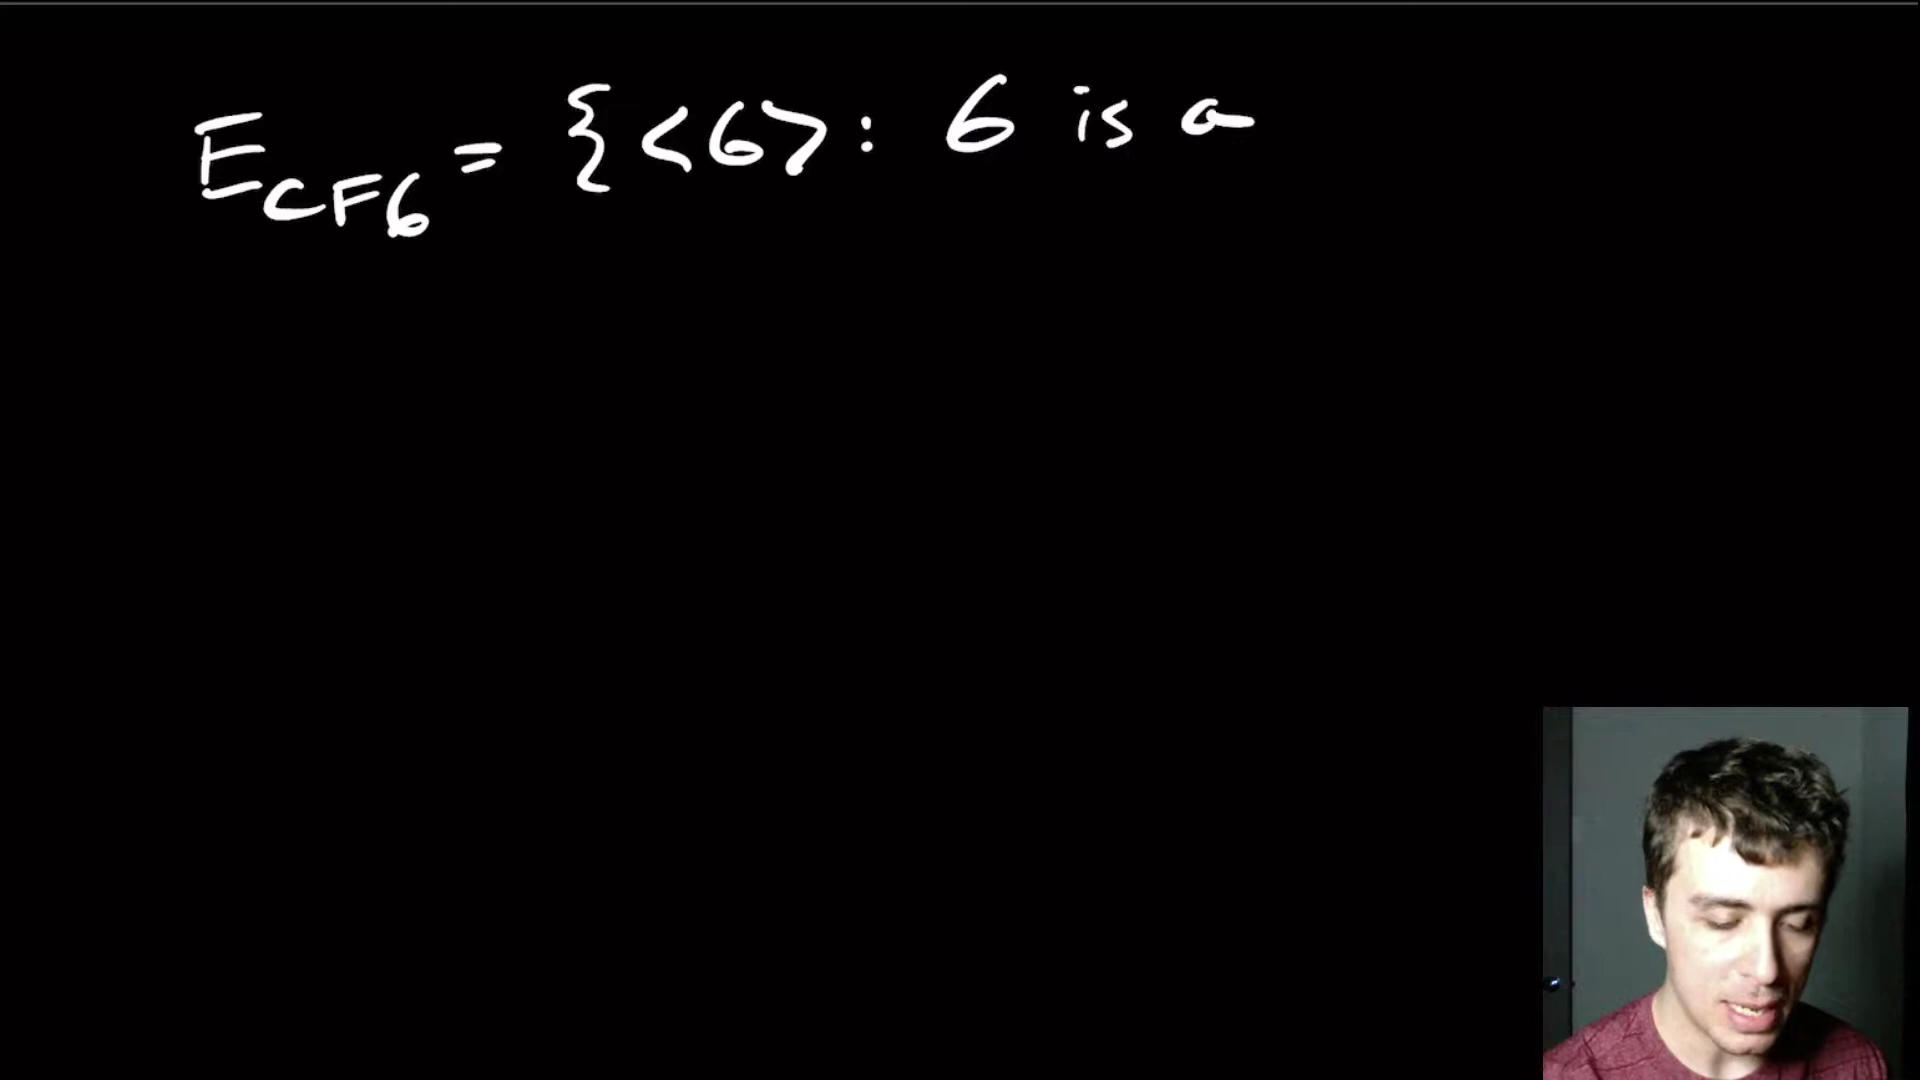 E_CFG = {<G>: G is a